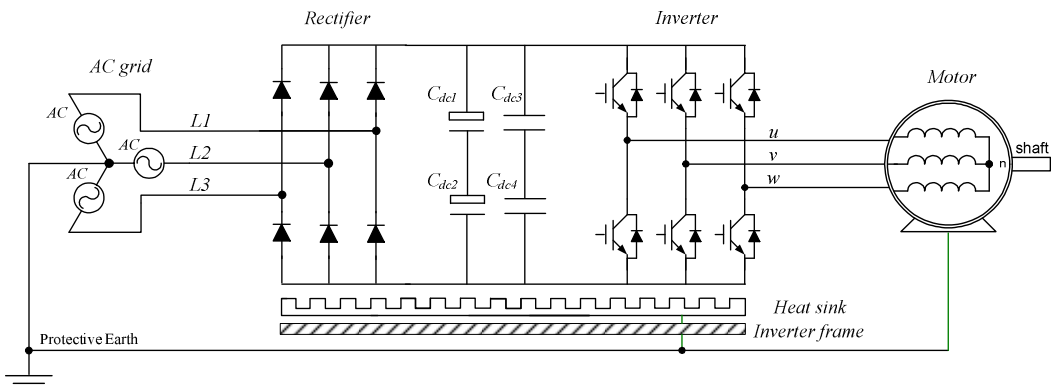 Rectifier
Inverter
AC grid
Motor
AC
L1
AC
L2
AC
L3
Cdc1
Cdc3
Cdc2
Cdc4
u
v
w
n
shaft
Heat sink
Inverter frame
Protective Earth